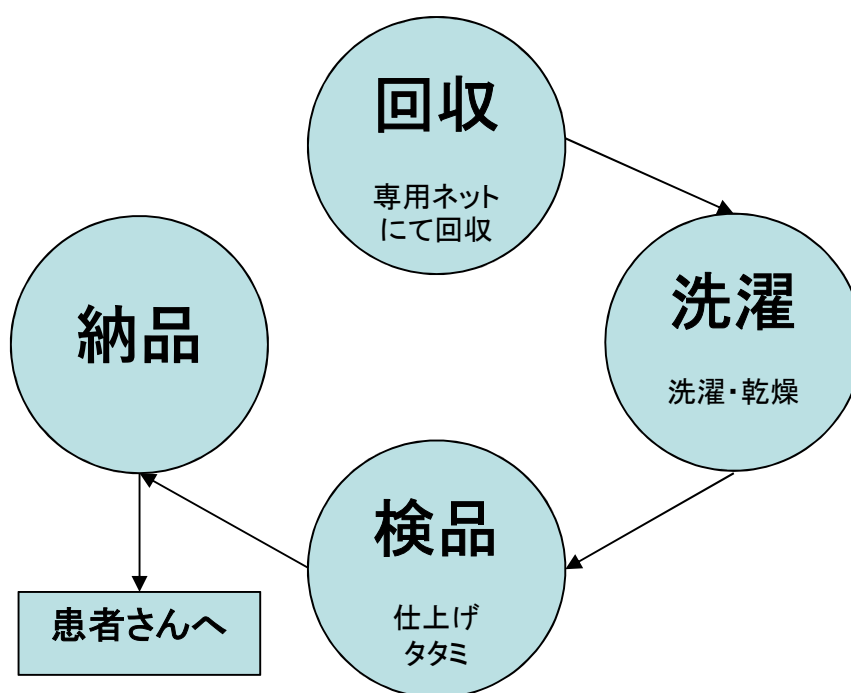 回収
専用ネット
にて回収
洗濯
洗濯・乾燥
検品
仕上げ
タタミ
納品
患者さんへ